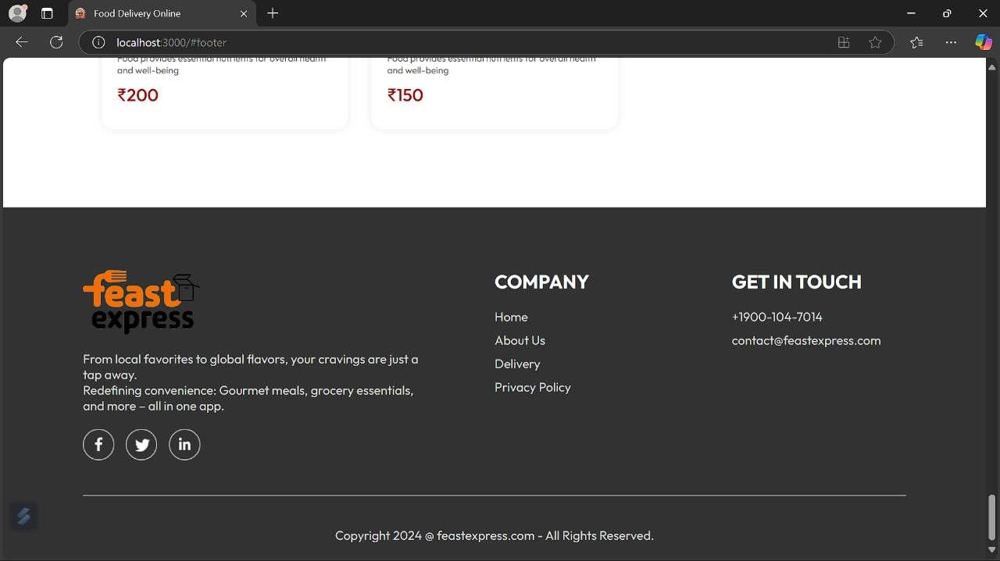 Food Delivery Online
localhost:3000/#footer
Food provides essential nutrients for overall health
and well-being
₹200
Food provides essential nutrients for overall health
and well-being
₹150
feast
express
From local favorites to global flavors, your cravings are just a
tap away.
Redefining convenience: Gourmet meals, grocery essentials,
and more – all in one app.
f
in
COMPANY
Home
About Us
Delivery
Privacy Policy
GET IN TOUCH
+1900-104-7014
contact@feastexpress.com
Copyright 2024 @ feastexpress.com - All Rights Reserved.